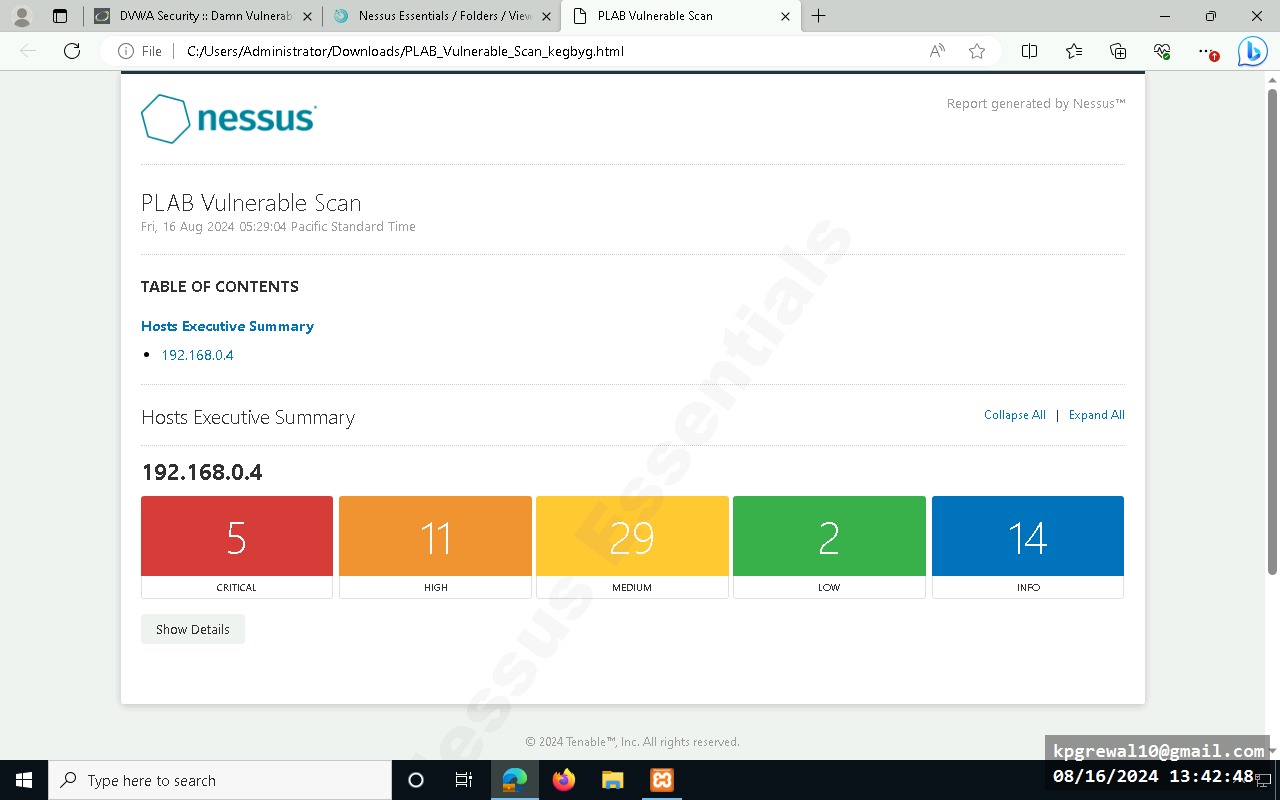 DVWA Security :: Damn Vulnerab
Nessus Essentials / Folders / View
PLAB Vulnerable Scan
File
C:/Users/Administrator/Downloads/PLAB_Vulnerable_Scan_kegbyg.html
nessus
Report generated by Nessus™
PLAB Vulnerable Scan
Fri, 16 Aug 2024 05:29:04 Pacific Standard Time
TABLE OF CONTENTS
Hosts Executive Summary
• 192.168.0.4
Hosts Executive Summary
Collapse All | Expand All
192.168.0.4
5 11 29 2 14
CRITICAL HIGH MEDIUM LOW INFO
Show Details
Nessus Essentials
© 2024 Tenable™, Inc. All rights reserved.
kpgrewal10@gmail.com
08/16/2024 13:42:48
Type here to search